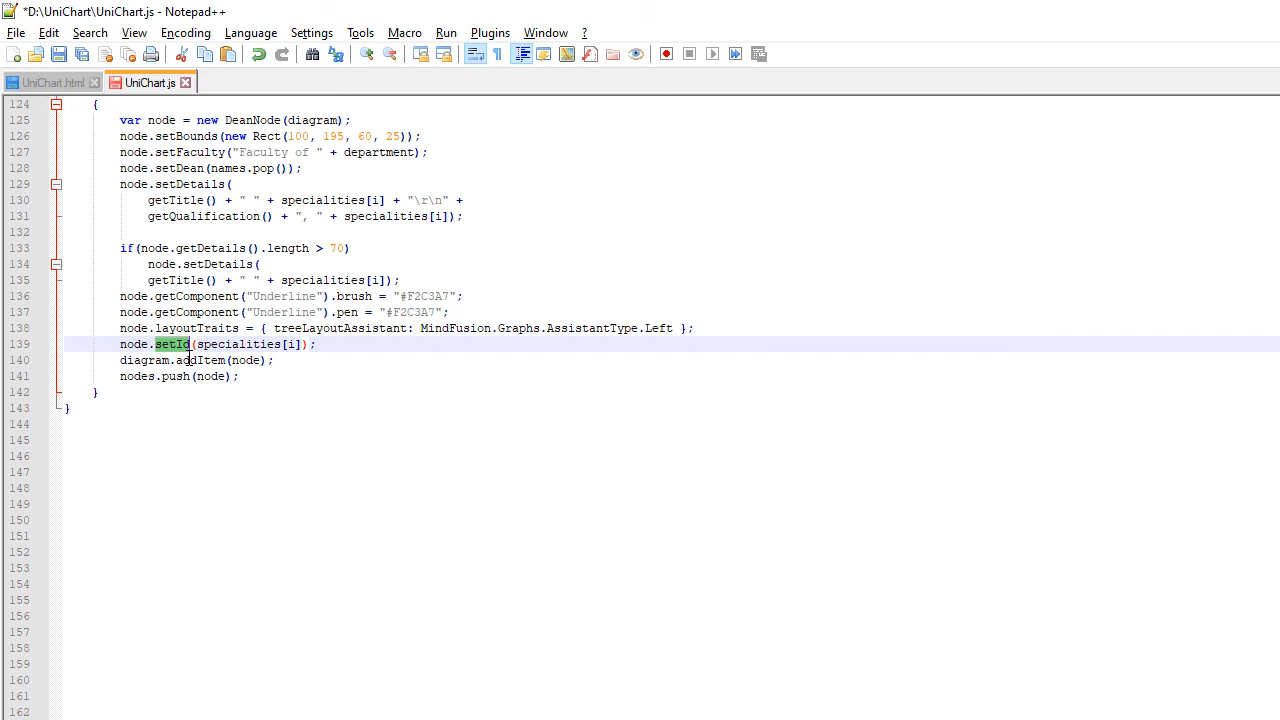 *D:\UniChart\UniChart.js - Notepad++
File Edit Search View Encoding Language Settings Tools Macro Run Plugins Window ?
UniChart.html UniChart.js
124 {
125 var node = new DeanNode(diagram);
126 node.setBounds(new Rect(100, 195, 60, 25));
127 node.setFaculty("Faculty of " + department);
128 node.setDean(names.pop());
129 node.setDetails(
130 getTitle() + " " + specialities[i] + "\r\n" +
131 getQualification() + ", " + specialities[i]);
132
133 if(node.getDetails().length > 70)
134 node.setDetails(
135 getTitle() + " " + specialities[i]);
136 node.getComponent("Underline").brush = "#F2C3A7";
137 node.getComponent("Underline").pen = "#F2C3A7";
138 node.layoutTraits = { treeLayoutAssistant: MindFusion.Graphs.AssistantType.Left };
139 node.setId(specialities[i]);
140 diagram.addItem(node);
141 nodes.push(node);
142 }
143 }
144
145
146
147
148
149
150
151
152
153
154
155
156
157
158
159
160
161
162